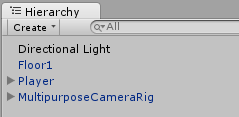 Hierarchy
Create All
Directional Light
Floor1
Player
MultipurposeCameraRig